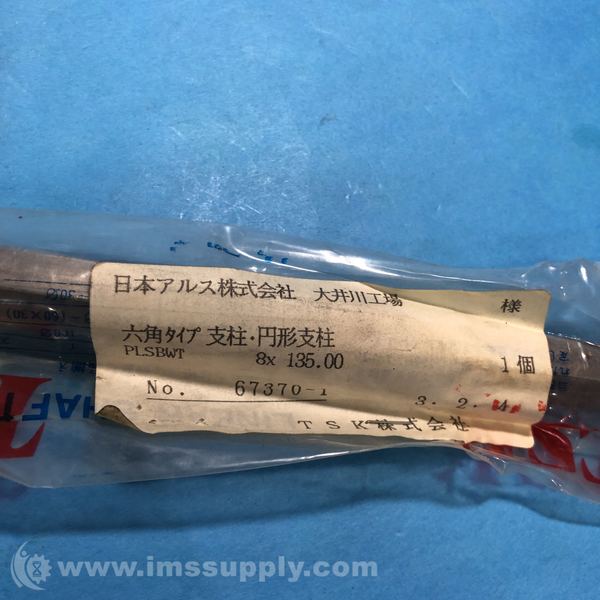 日本アルス株式会社 大井川工場 様
六角タイプ 支柱・円形支柱
PLSBWT 8x 135.00 1個
No. 67370-1
3. 2. 4
TSK株式会社
HAFT
www.imssupply.com